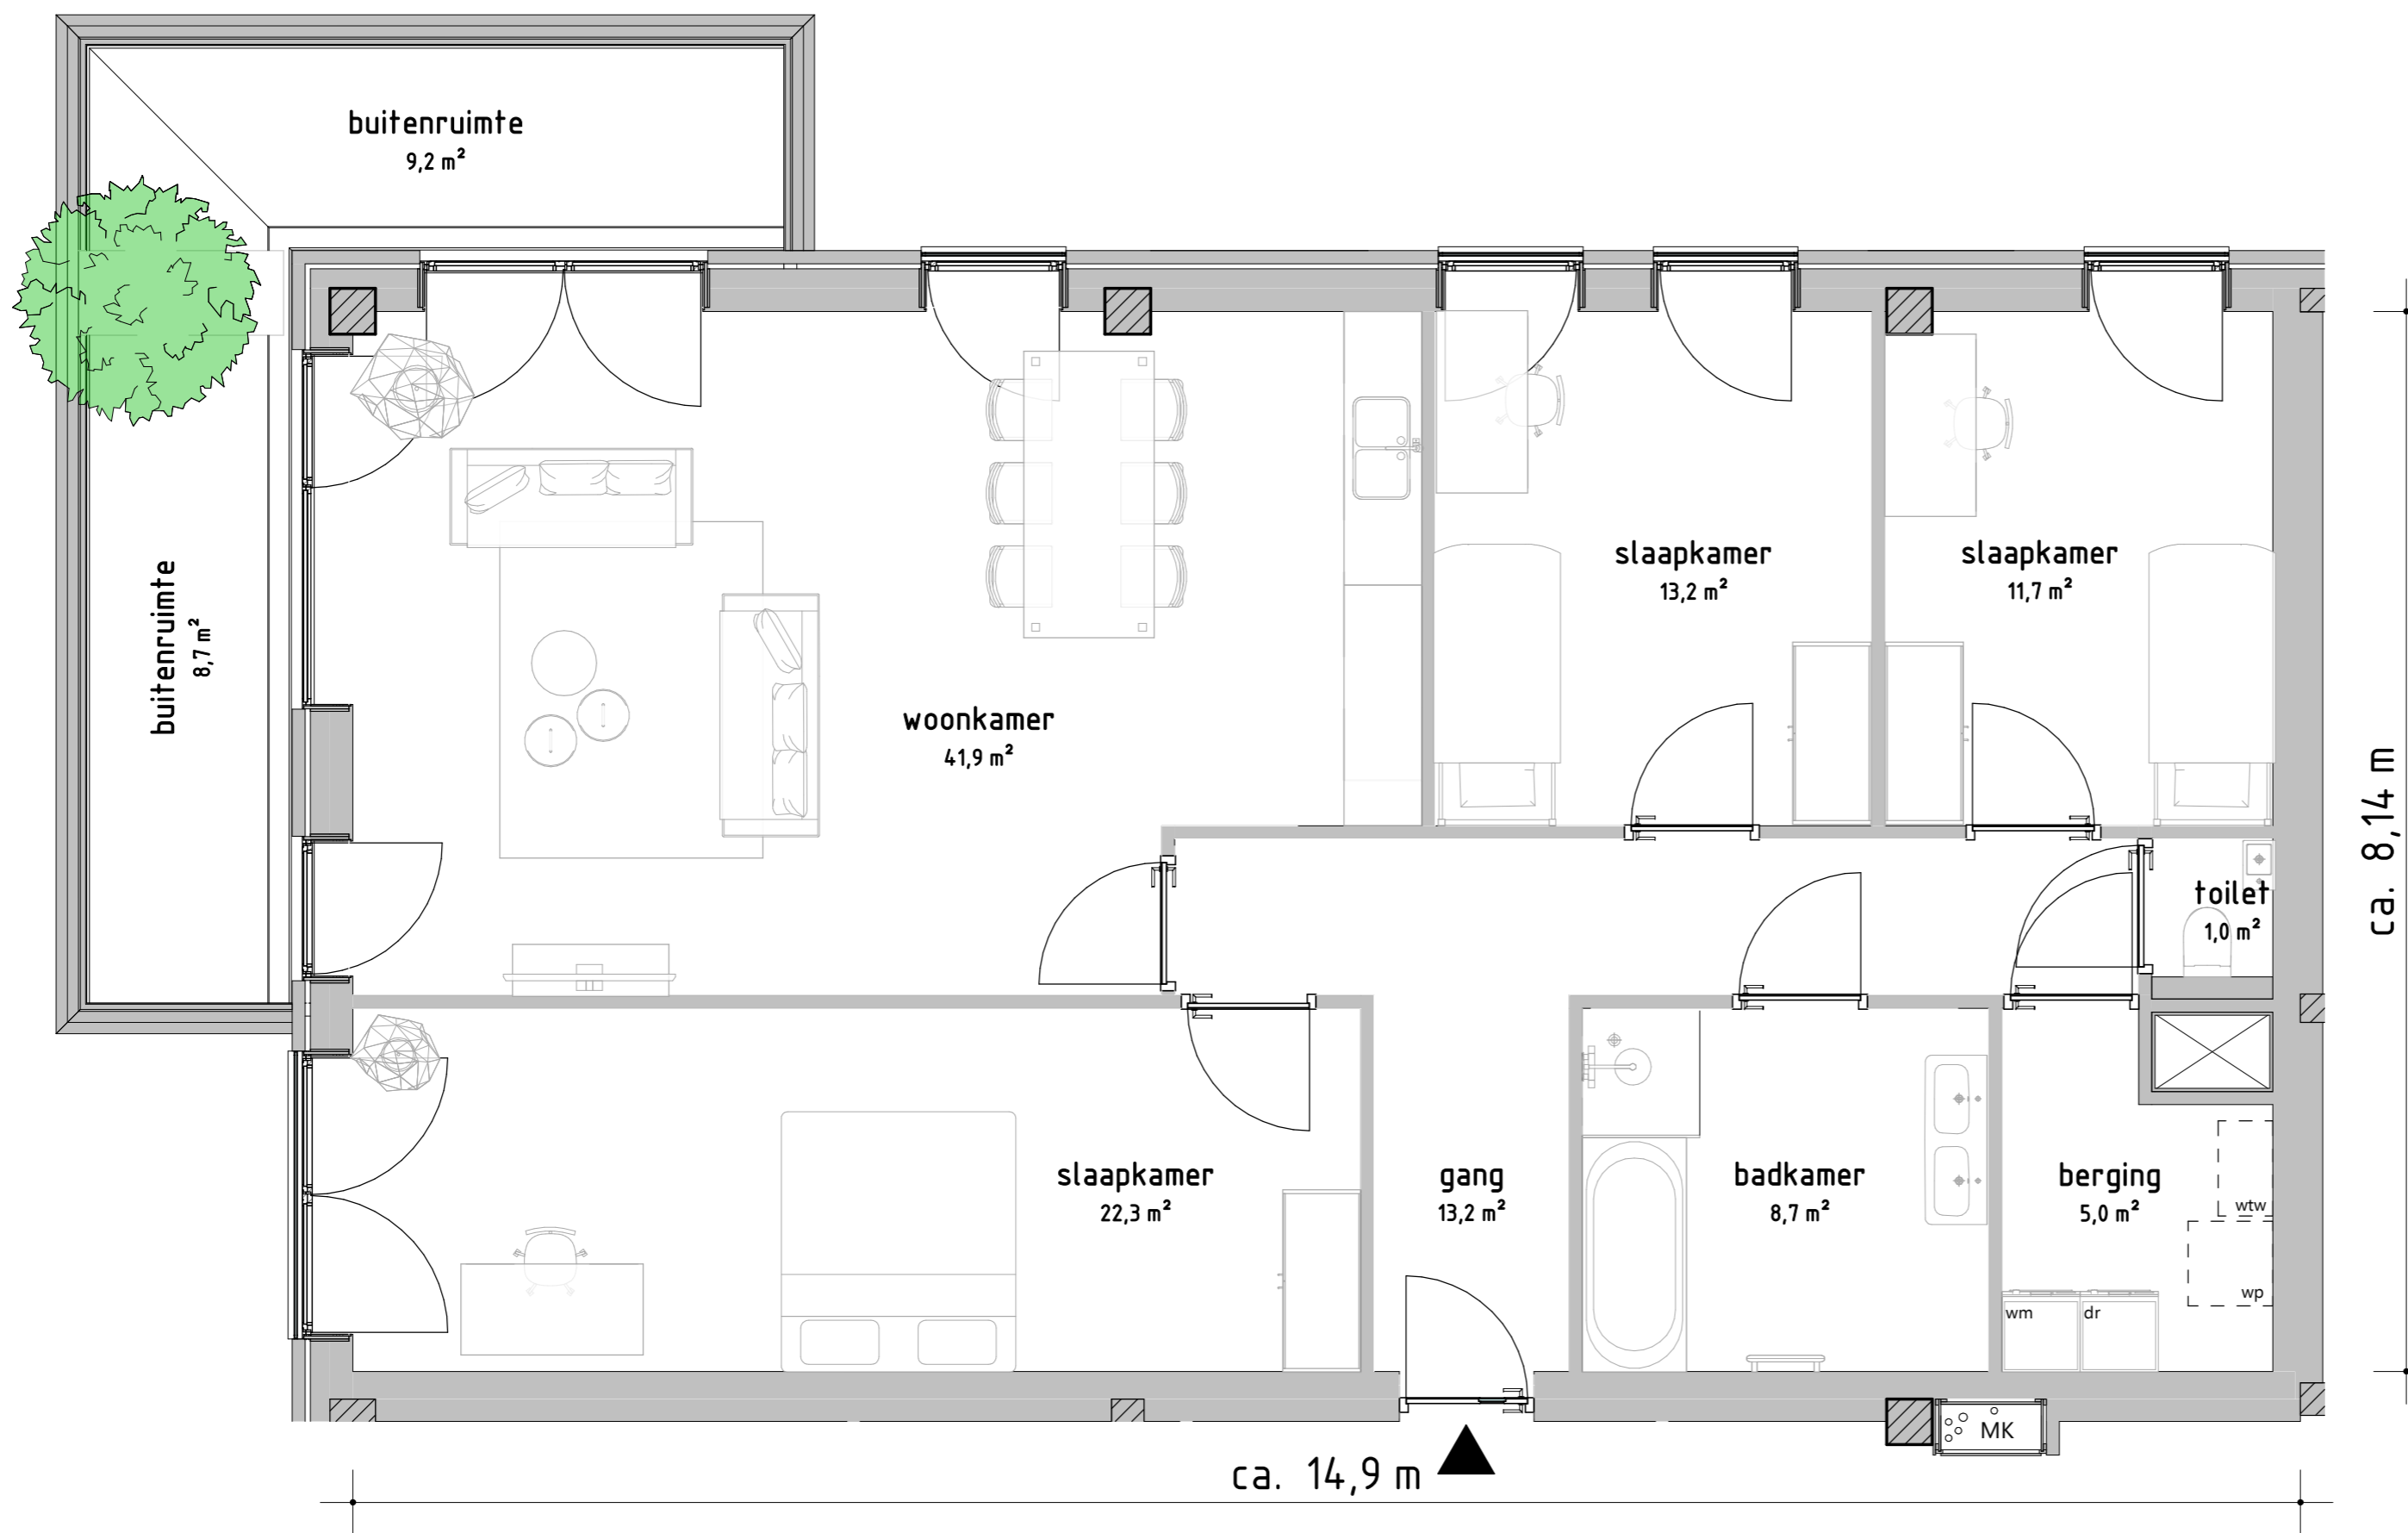 buitenruimte
9,2 m²
buitenruimte
8,7 m²
slaapkamer
13,2 m²
slaapkamer
11,7 m²
woonkamer
41,9 m²
toilet
1,0 m²
ca. 8,14 m
slaapkamer
22,3 m²
gang
13,2 m²
badkamer
8,7 m²
berging
5,0 m²
wtw
wp
wm
dr
MK
ca. 14,9 m